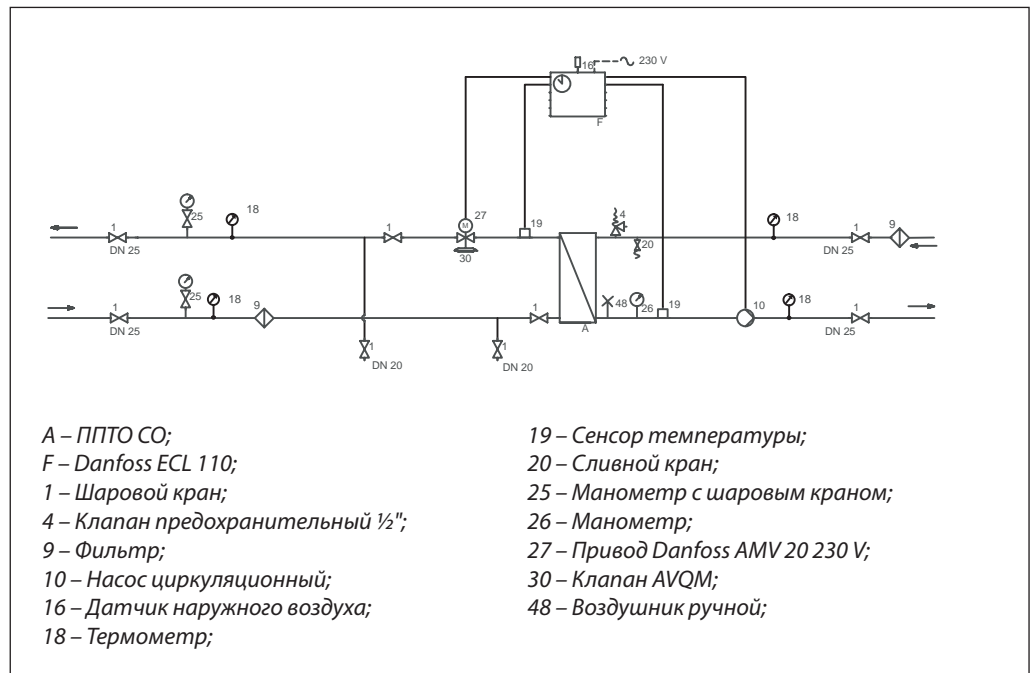 16
230 V
F
25
18
1
DN 25
1
27
M
30
19
4
20
18
1
DN 25
9
1
DN 25
25
18
9
1
DN 20
1
DN 20
1
A
48
26
19
10
18
1
DN 25
A – ППТО СО;
F – Danfoss ECL 110;
1 – Шаровой кран;
4 – Клапан предохранительный ½";
9 – Фильтр;
10 – Насос циркуляционный;
16 – Датчик наружного воздуха;
18 – Термометр;
19 – Сенсор температуры;
20 – Сливной кран;
25 – Манометр с шаровым краном;
26 – Манометр;
27 – Привод Danfoss AMV 20 230 V;
30 – Клапан AVQM;
48 – Воздушник ручной;